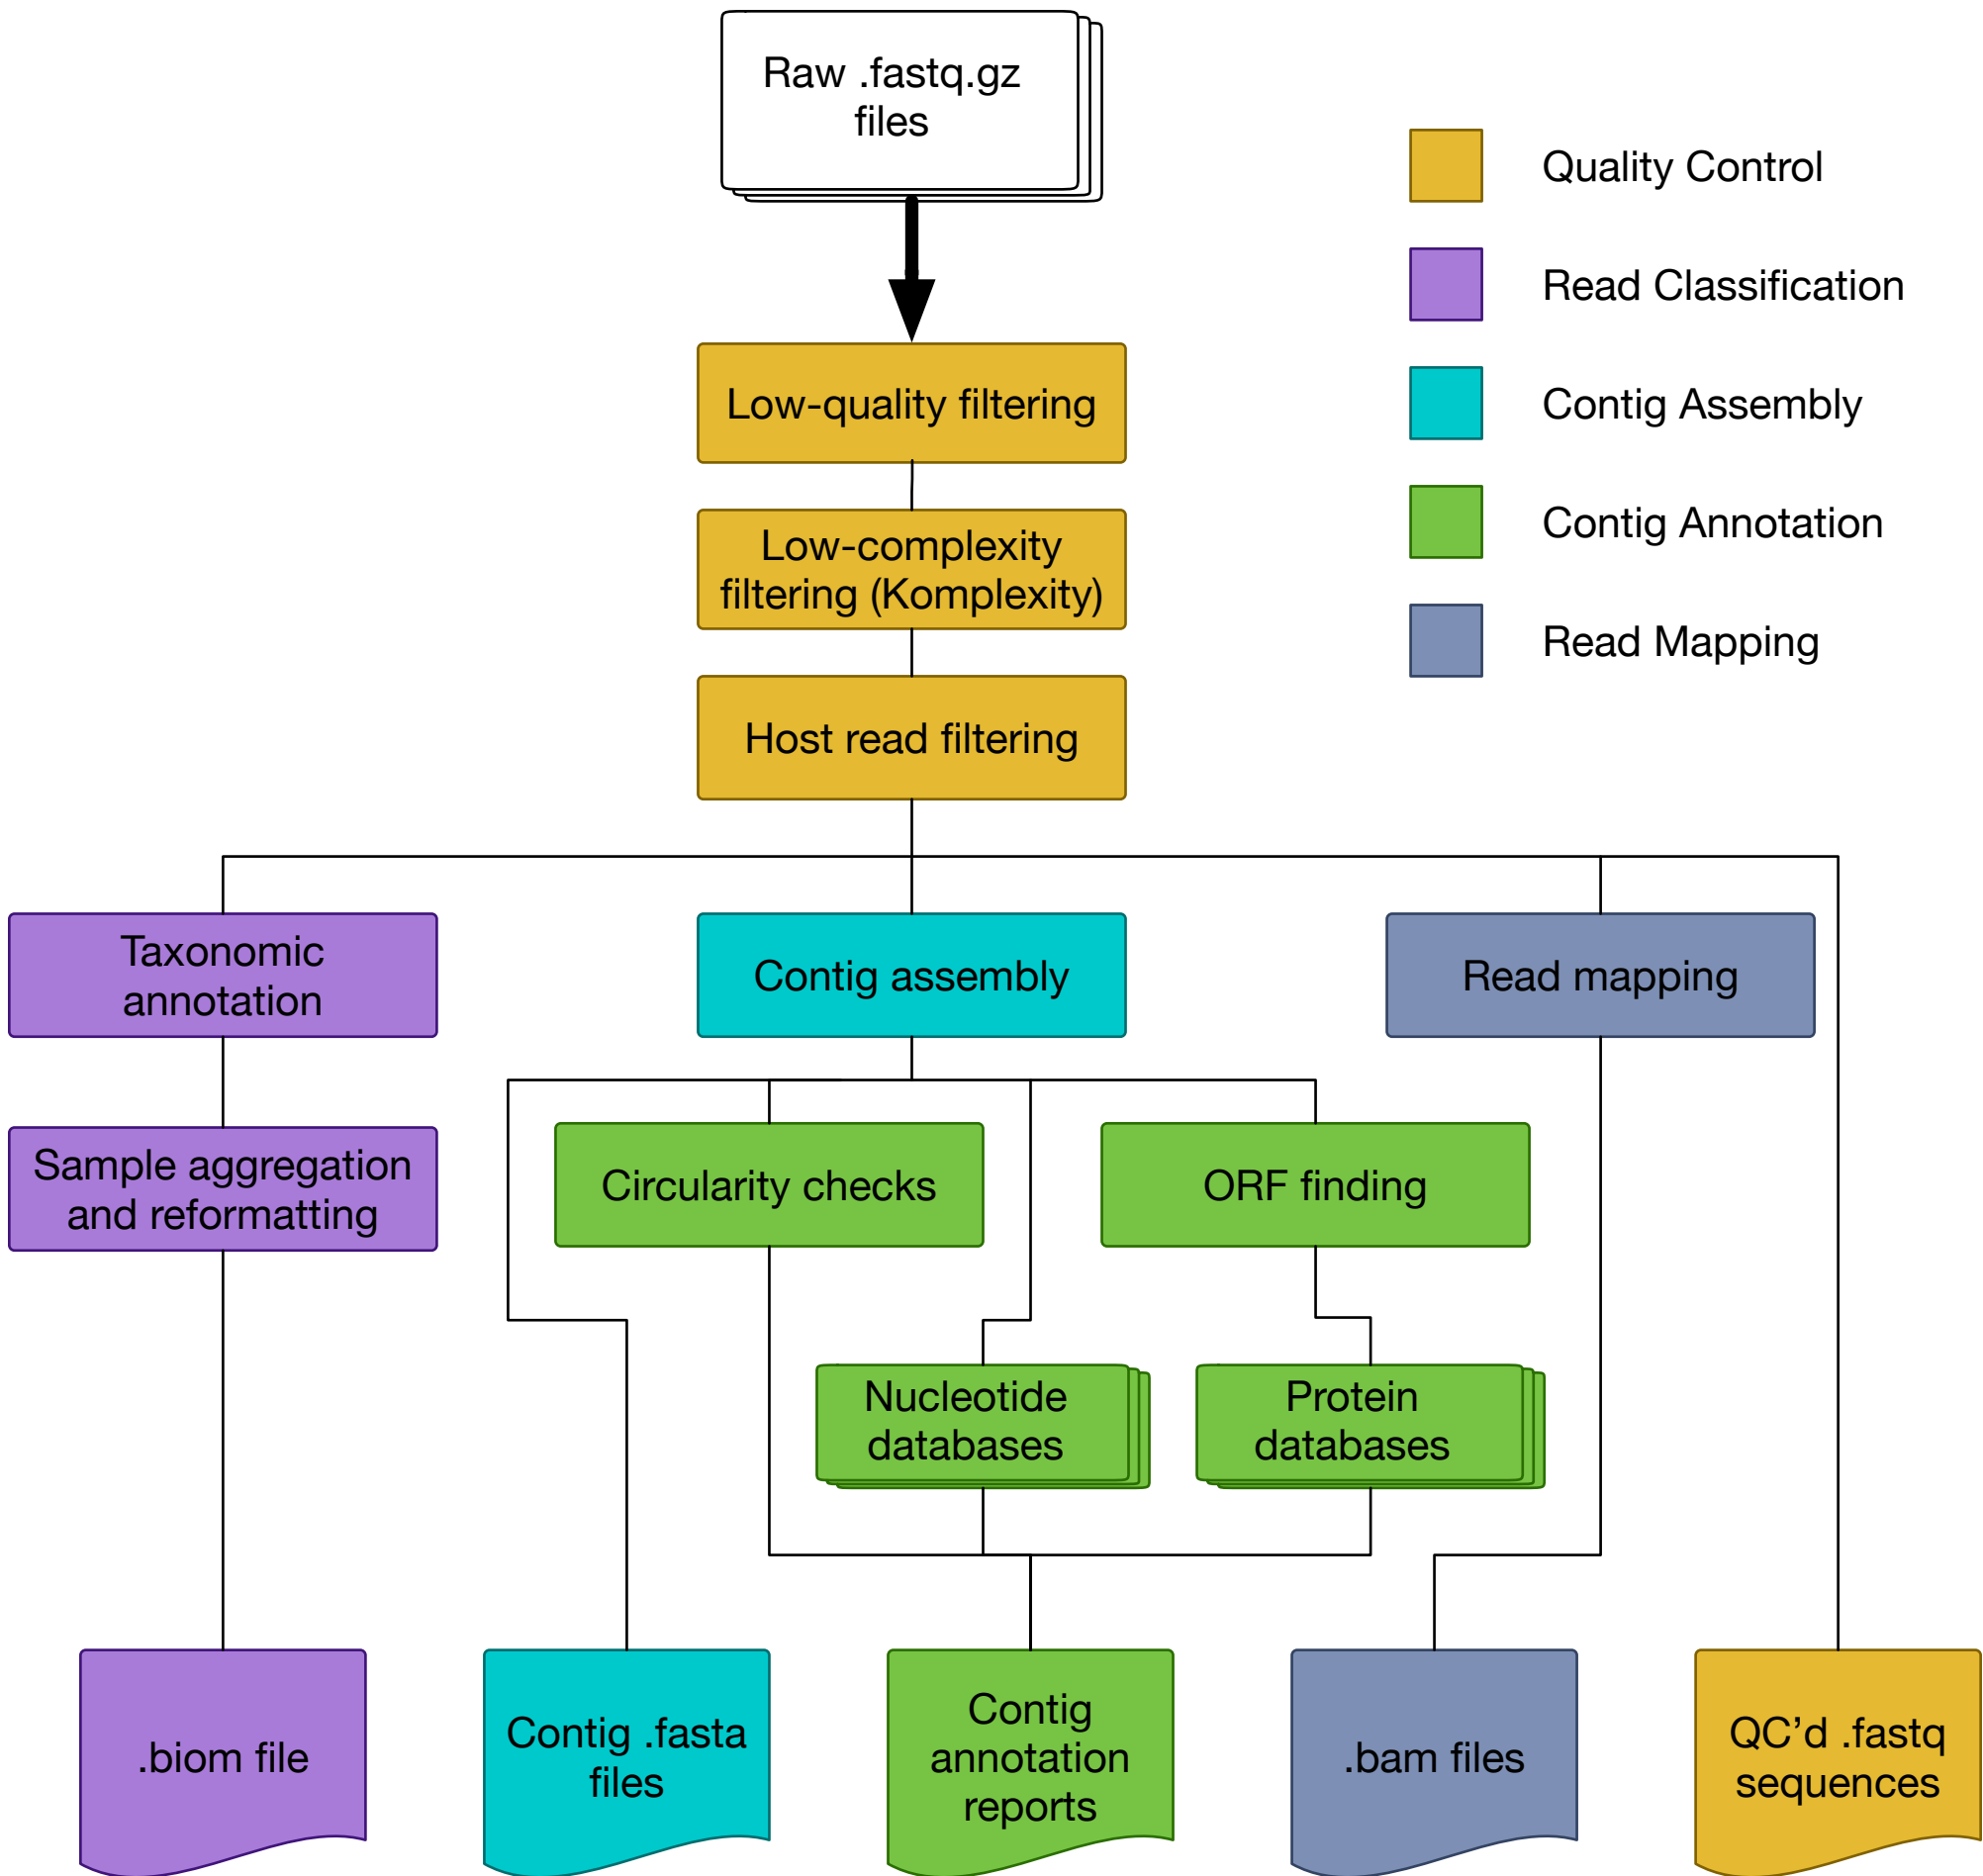 Raw .fastq.gz
files
Quality Control
Read Classification
Contig Assembly
Contig Annotation
Read Mapping
Low-quality filtering
Low-complexity
filtering (Komplexity)
Host read filtering
Taxonomic
annotation
Contig assembly
Read mapping
Sample aggregation
and reformatting
Circularity checks
ORF finding
Nucleotide
databases
Protein
databases
.biom file
Contig .fasta
files
Contig
annotation
reports
.bam files
QC’d .fastq
sequences